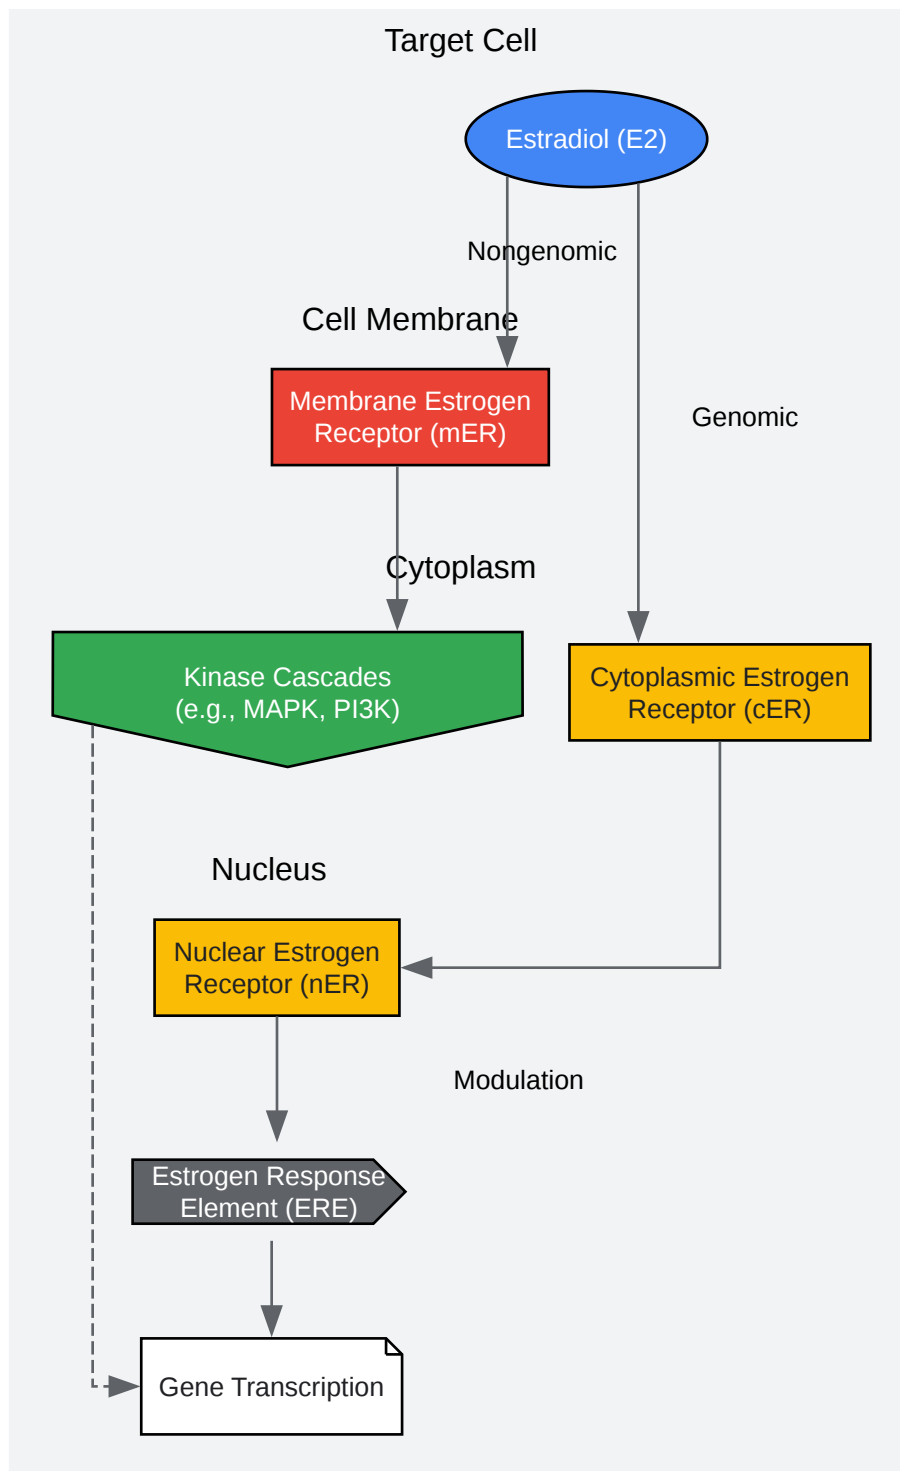 Target Cell
Estradiol (E2)
Nongenomic
Cell Membrane
Membrane Estrogen
Receptor (mER)
Genomic
Cytoplasm
Kinase Cascades
(e.g., MAPK, PI3K)
Cytoplasmic Estrogen
Receptor (cER)
Nucleus
Nuclear Estrogen
Receptor (nER)
Modulation
Estrogen Response
Element (ERE)
Gene Transcription